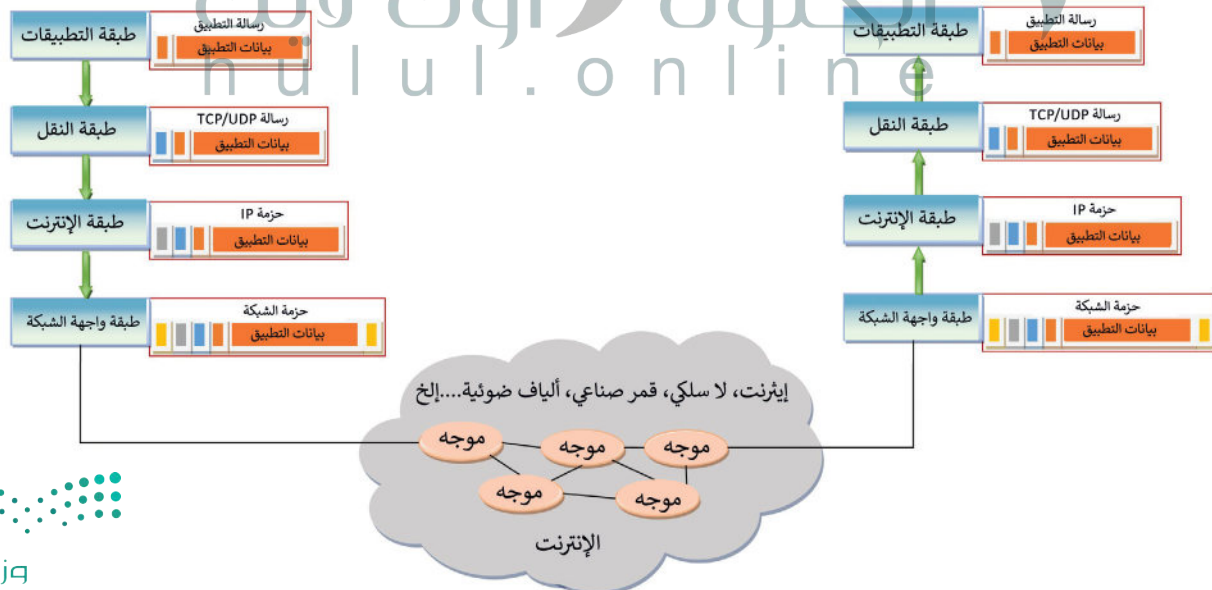 hulul.online
رسالة التطبيق
طبقة التطبيقات
بيانات التطبيق
رسالة TCP/UDP
طبقة النقل
بيانات التطبيق
حزمة IP
طبقة الإنترنت
بيانات التطبيق
حزمة الشبكة
طبقة واجهة الشبكة
بيانات التطبيق
رسالة التطبيق
طبقة التطبيقات
بيانات التطبيق
رسالة TCP/UDP
طبقة النقل
بيانات التطبيق
حزمة IP
طبقة الإنترنت
بيانات التطبيق
حزمة الشبكة
طبقة واجهة الشبكة
بيانات التطبيق
إيثرنت، لا سلكي، قمر صناعي، ألياف ضوئية....إلخ
موجه
موجه
موجه
موجه
موجه
الإنترنت